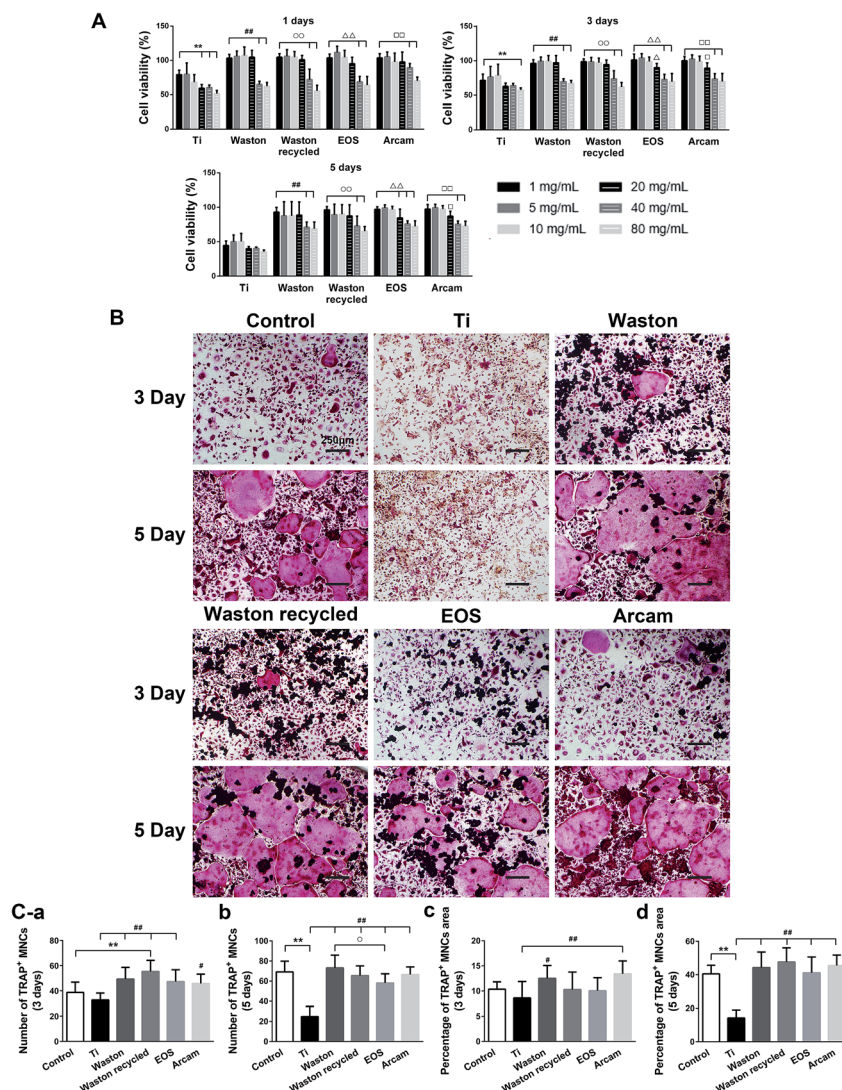 A
1 days
Cell viability (%)
150
100
50
0
**
##
○○
△△
□□
Ti
Waston
Waston recycled
EOS
Arcam
3 days
Cell viability (%)
150
100
50
0
**
##
○○
△△
△
□□
□
Ti
Waston
Waston recycled
EOS
Arcam
5 days
Cell viability (%)
150
100
50
0
##
○○
△△
□□
□
Ti
Waston
Waston recycled
EOS
Arcam
1 mg/mL
20 mg/mL
5 mg/mL
40 mg/mL
10 mg/mL
80 mg/mL
B
Control
Ti
Waston
3 Day
250μm
5 Day
Waston recycled
EOS
Arcam
3 Day
5 Day
C-a
Number of TRAP⁺ MNCs
(3 days)
100
80
60
40
20
0
##
**
#
Control
Ti
Waston
Waston recycled
EOS
Arcam
b
Number of TRAP⁺ MNCs
(5 days)
100
80
60
40
20
0
##
**
○
Control
Ti
Waston
Waston recycled
EOS
Arcam
c
Percentage of TRAP⁺ MNCs area
(3 days)
20
15
10
5
0
##
#
Control
Ti
Waston
Waston recycled
EOS
Arcam
d
Percentage of TRAP⁺ MNCs area
(5 days)
75
60
45
30
15
0
##
**
Control
Ti
Waston
Waston recycled
EOS
Arcam